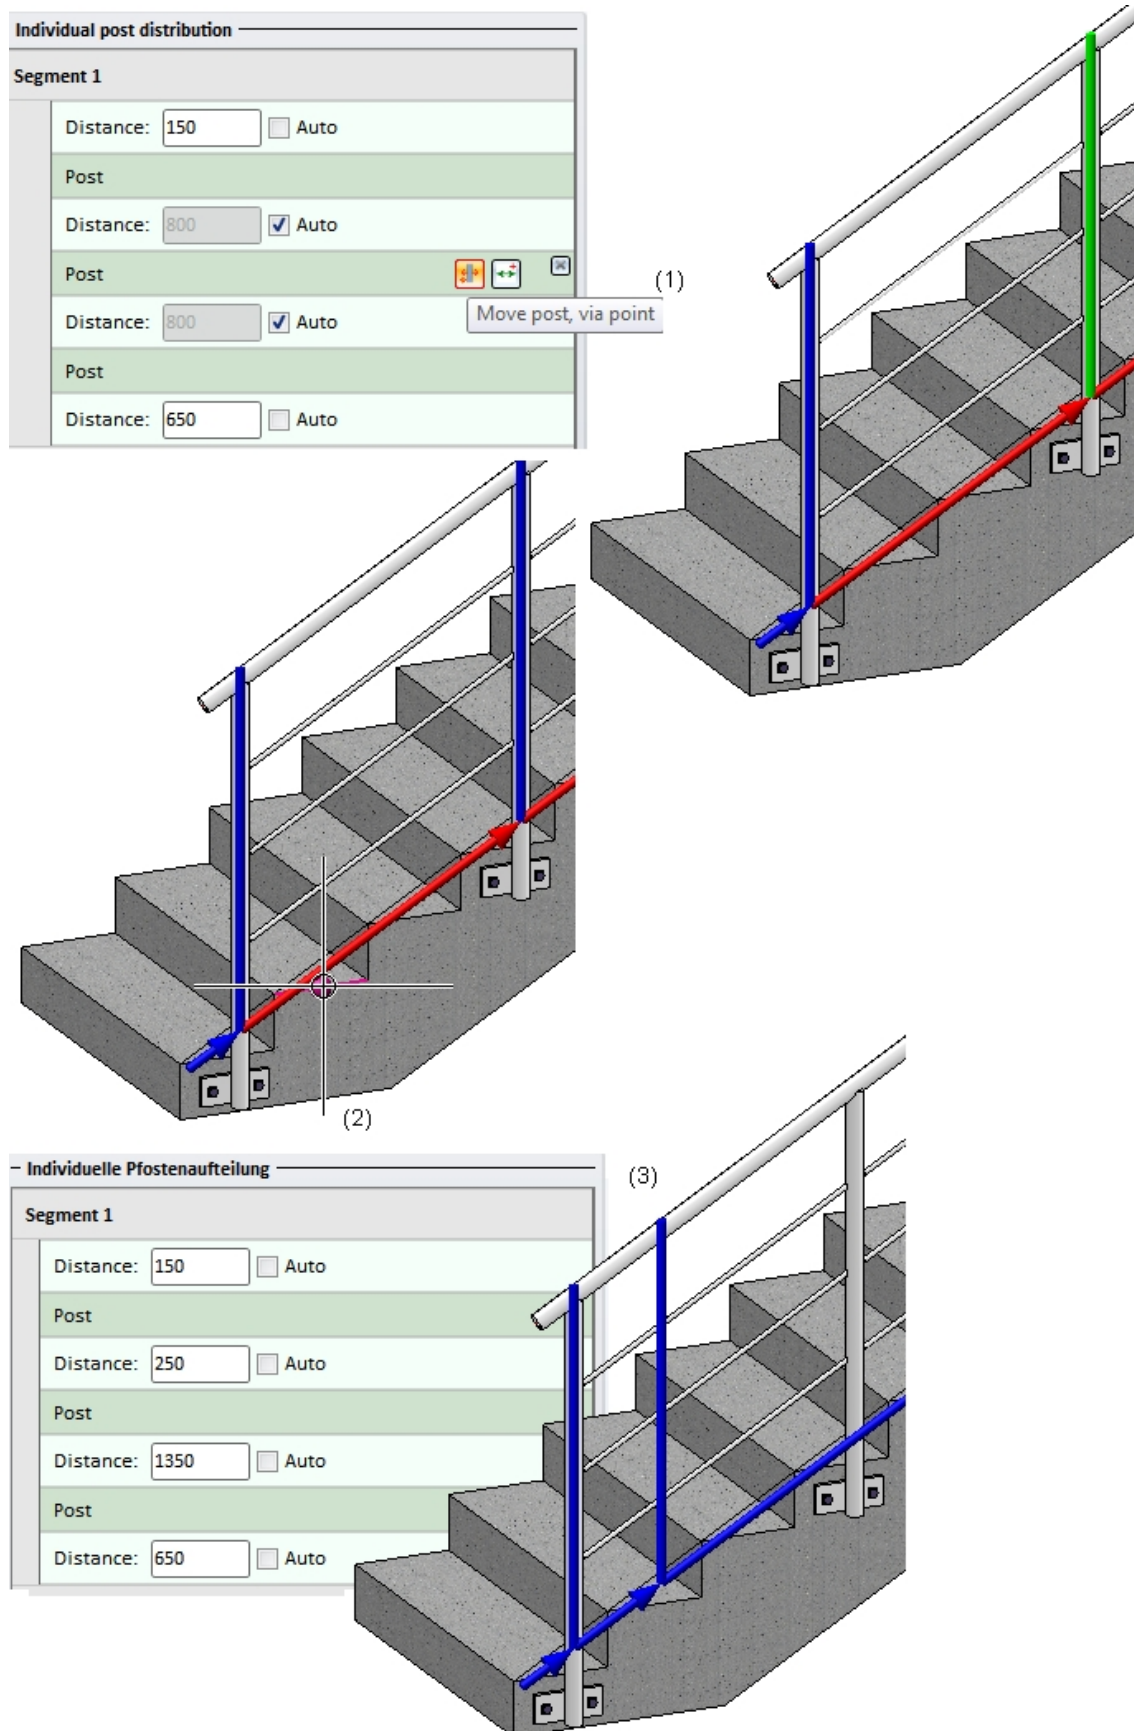 Individual post distribution
Segment 1
Distance: 150 Auto
Post
Distance: 800 Auto
Post
(1)
Move post, via point
Distance: 800 Auto
Post
Distance: 650 Auto
(2)
Individuelle Pfostenaufteilung
(3)
Segment 1
Distance: 150 Auto
Post
Distance: 250 Auto
Post
Distance: 1350 Auto
Post
Distance: 650 Auto